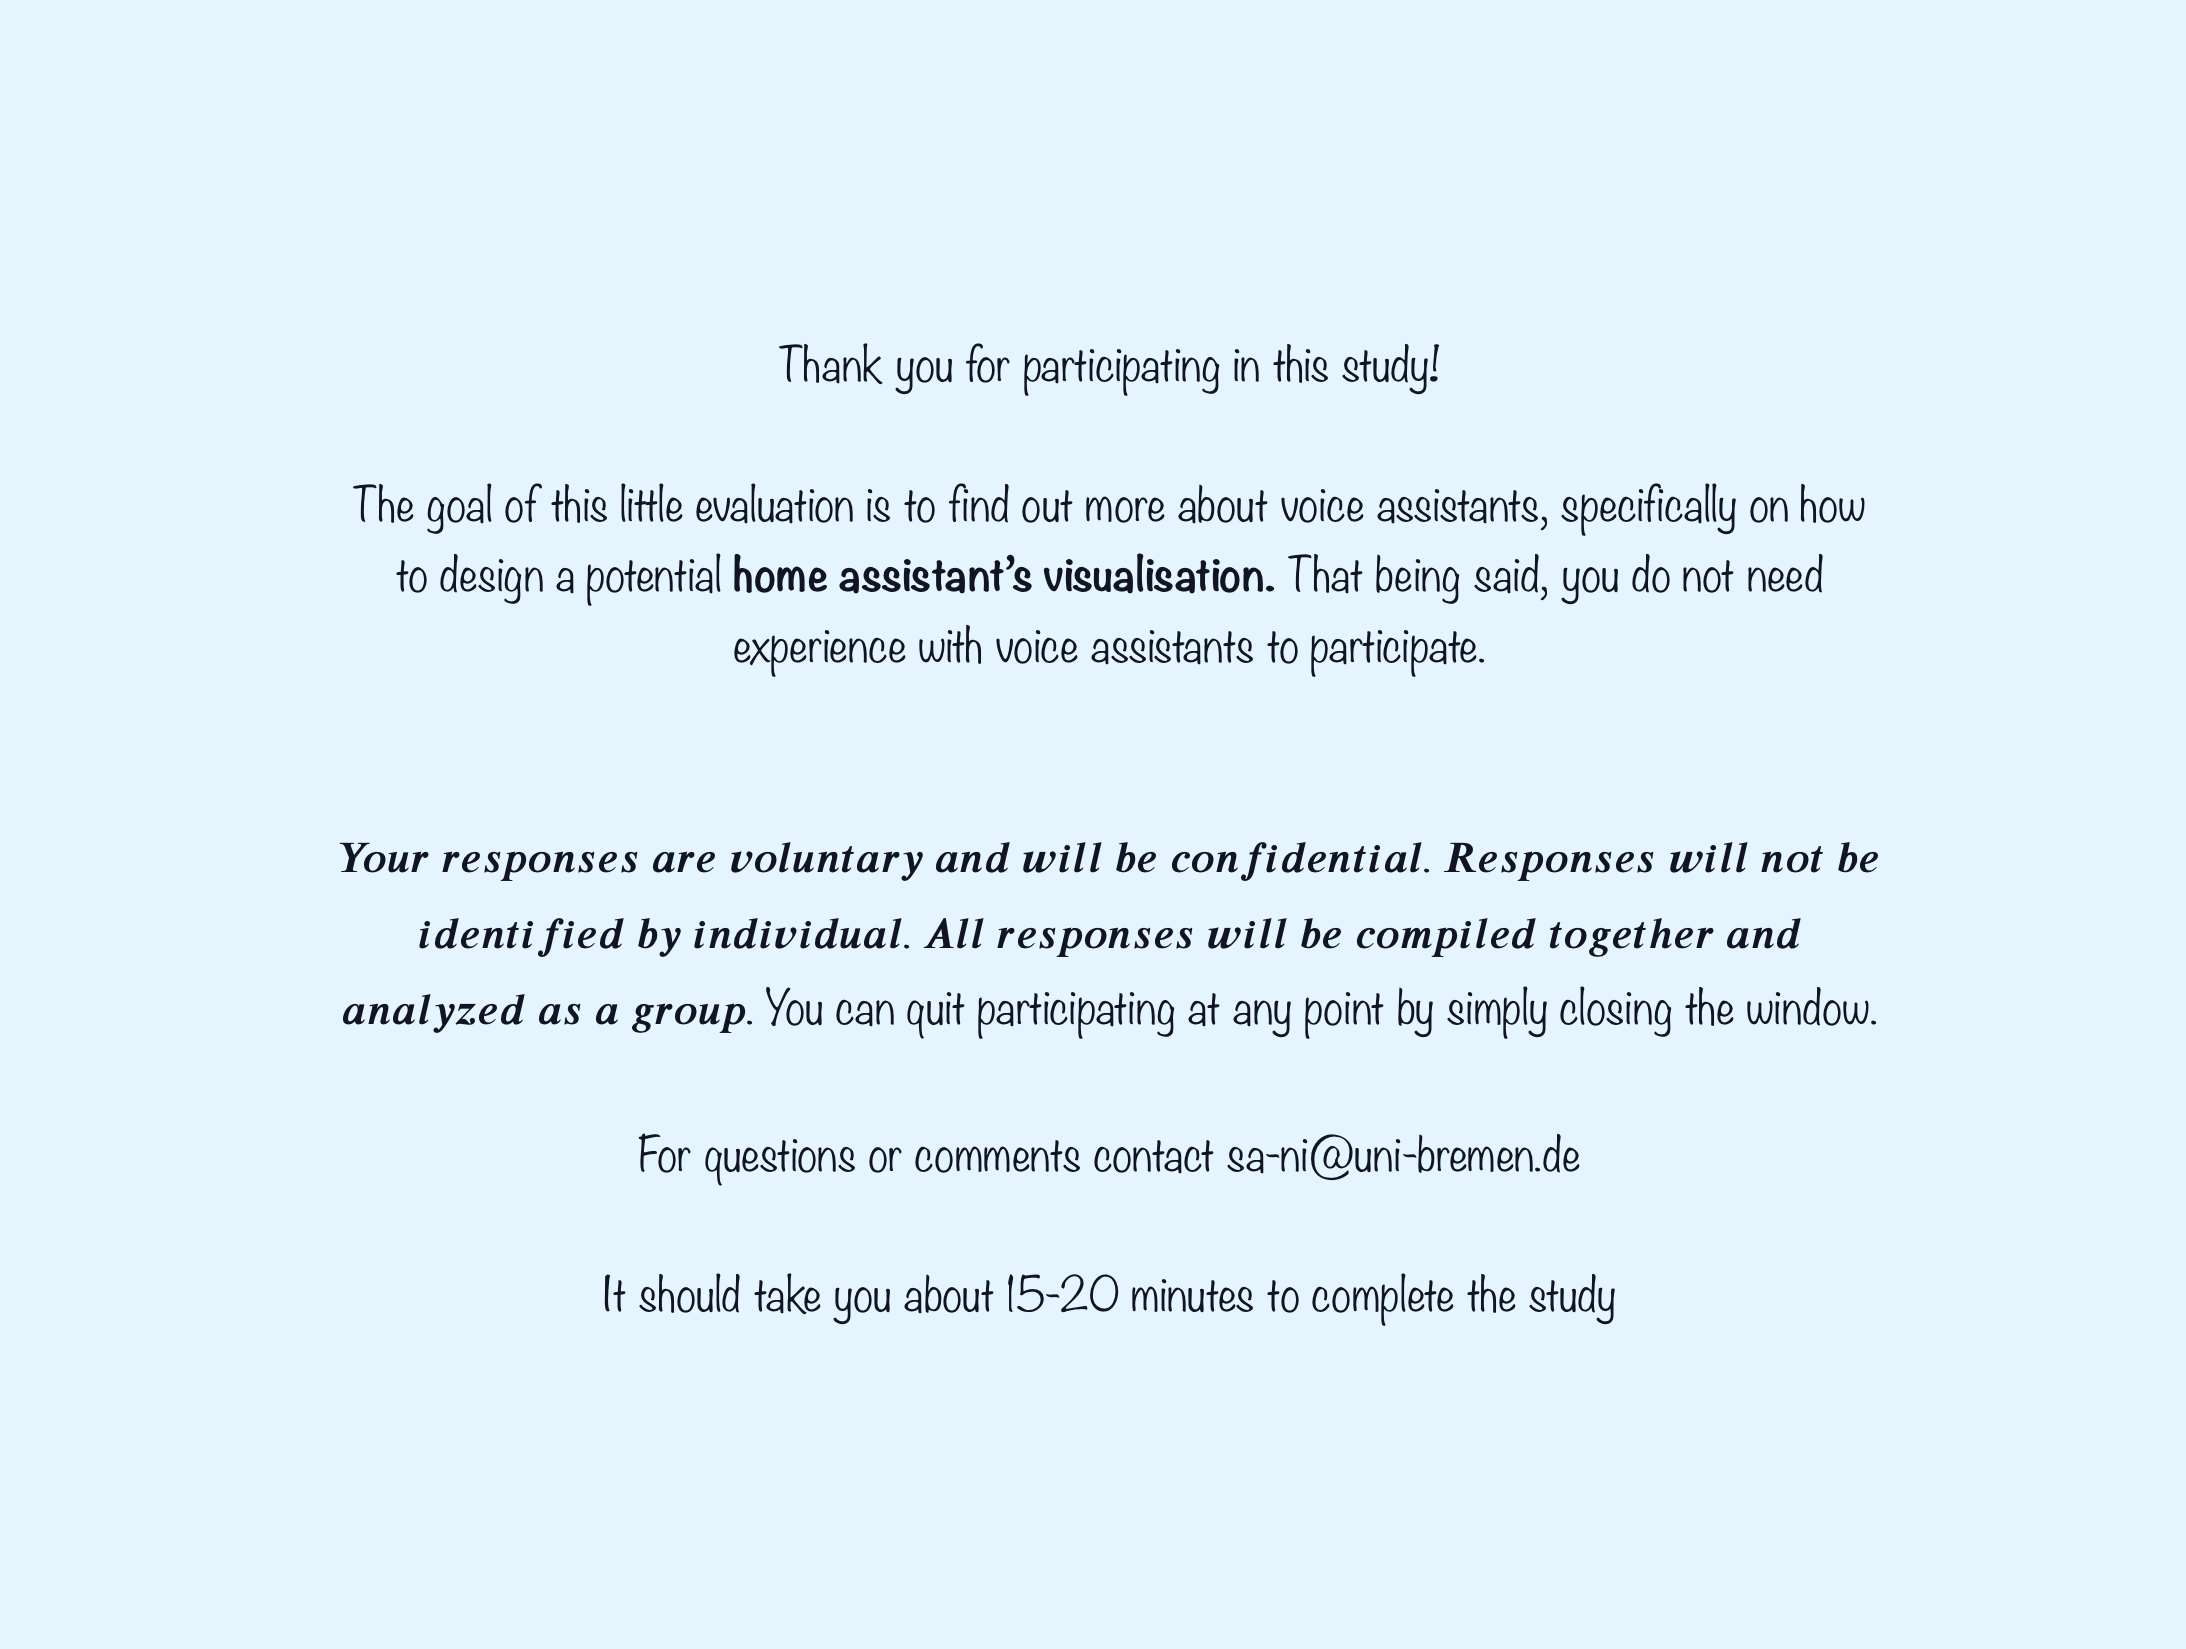 Thank you for participating in this study!
The goal of this little evaluation is to find out more about voice assistants, specifically on how
to design a potential home assistant’s visualisation. That being said, you do not need
experience with voice assistants to participate.
Your responses are voluntary and will be confidential. Responses will not be
identified by individual. All responses will be compiled together and
analyzed as a group. You can quit participating at any point by simply closing the window.
For questions or comments contact sa-ni@uni-bremen.de
It should take you about 15-20 minutes to complete the study